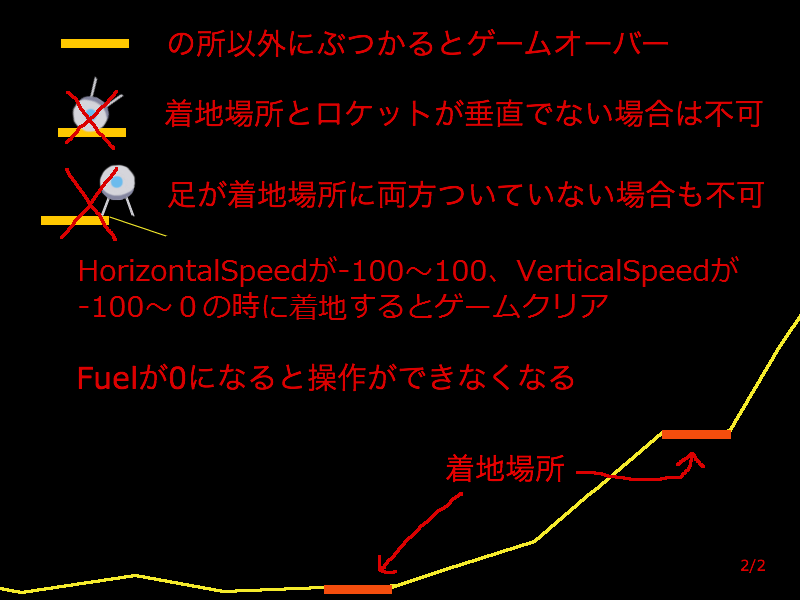 の所以外にぶつかるとゲームオーバー
着地場所とロケットが垂直でない場合は不可
足が着地場所に両方ついていない場合も不可
HorizontalSpeedが-100～100、VerticalSpeedが
-100～０の時に着地するとゲームクリア
Fuelが0になると操作ができなくなる
着地場所
2/2